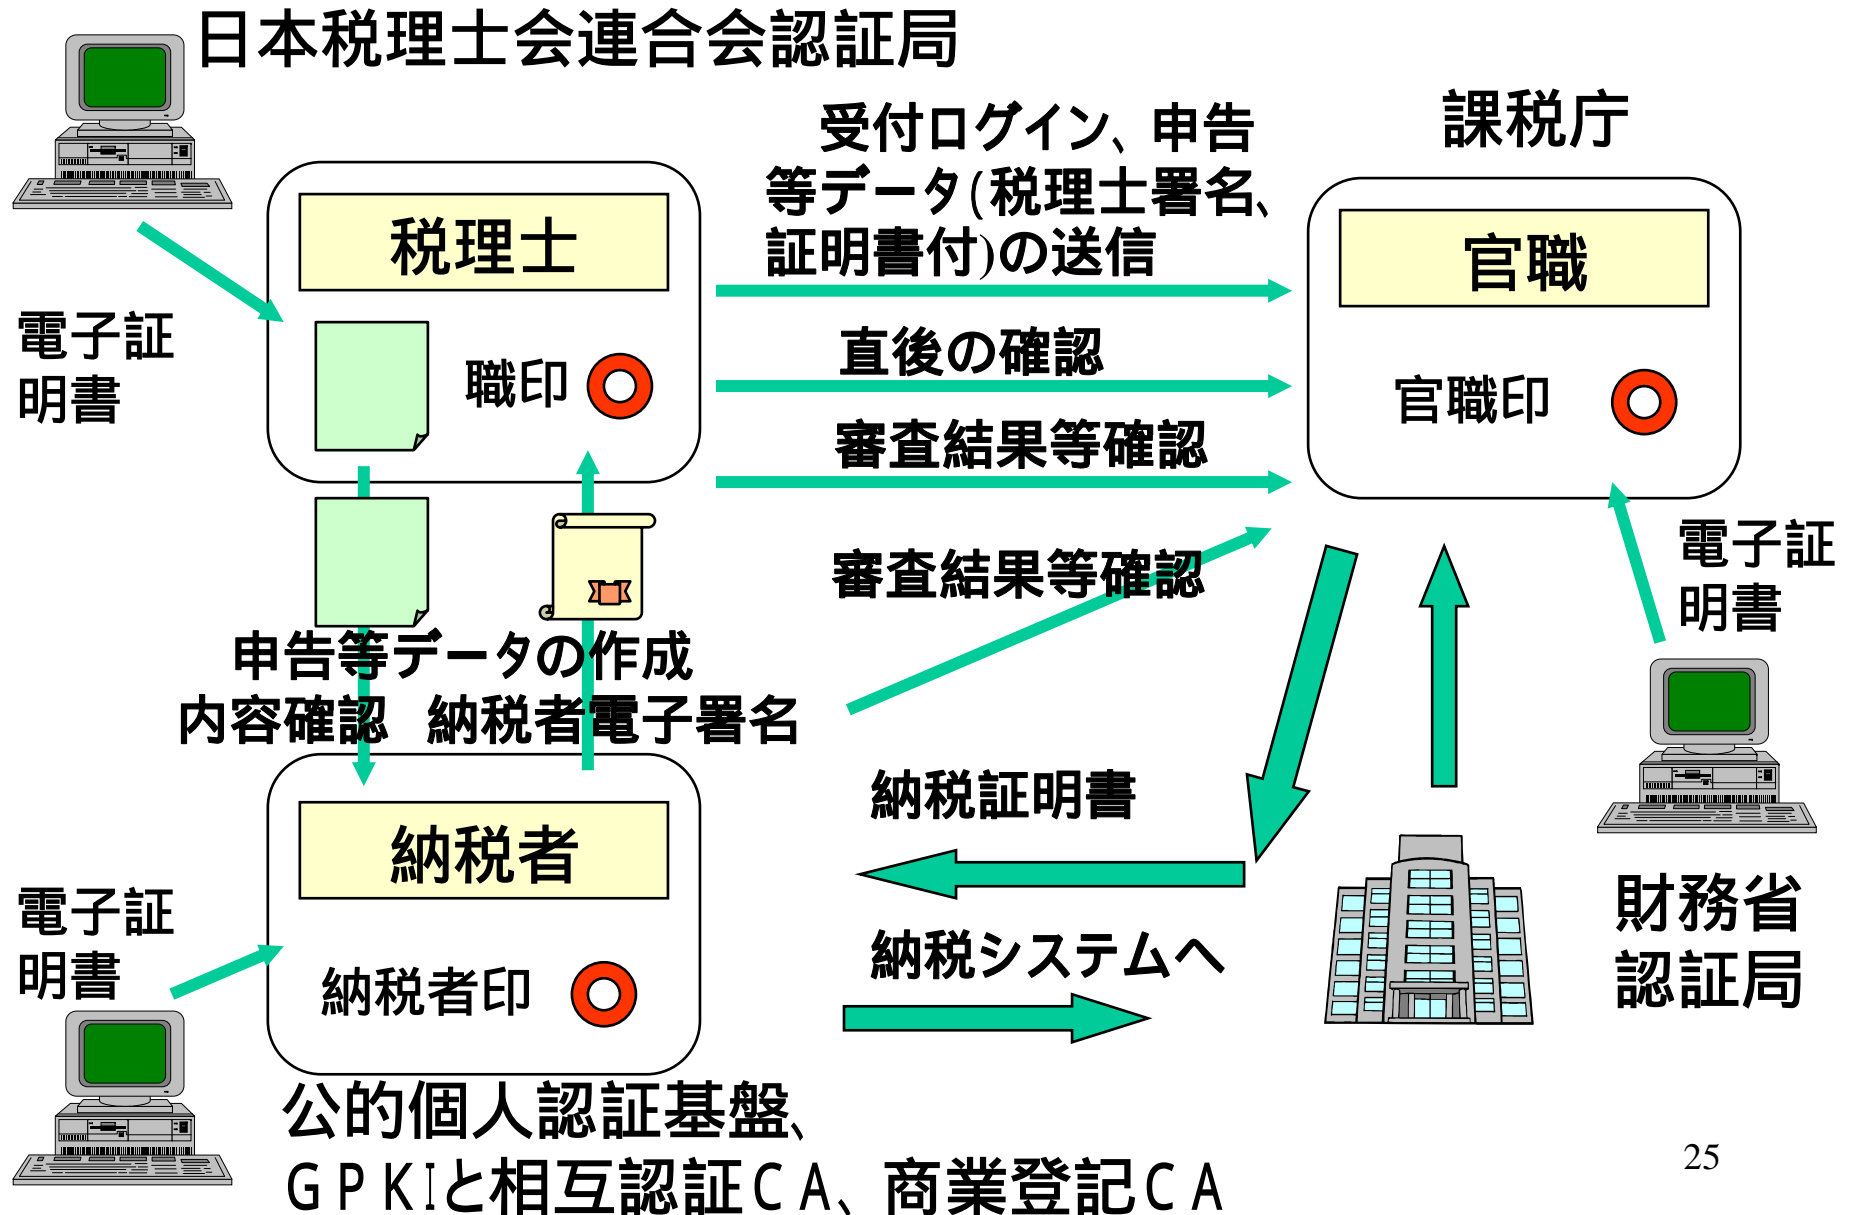 日本税理士会連合会認証局
課税庁
受付ログイン、申告
等データ(税理士署名、
証明書付)の送信
税理士
官職
電子証
明書
職印
直後の確認
官職印
審査結果等確認
審査結果等確認
電子証
明書
申告等データの作成
内容確認 納税者電子署名
納税証明書
納税者
電子証
明書
納税者印
納税システムへ
財務省
認証局
公的個人認証基盤、
GPKIと相互認証CA、商業登記CA
25